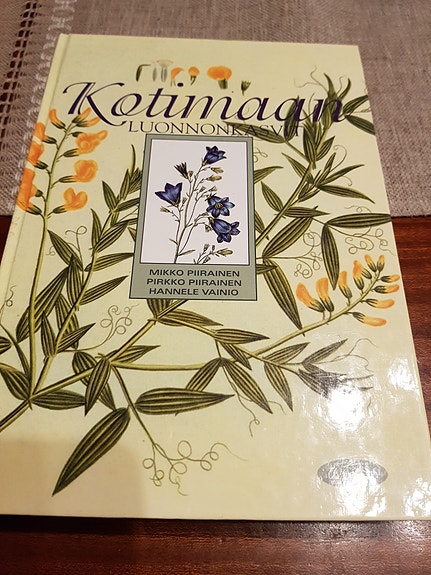 Kotimaan
LUONNONKASVIT
MIKKO PIIRAINEN
PIRKKO PIIRAINEN
HANNELE VAINIO